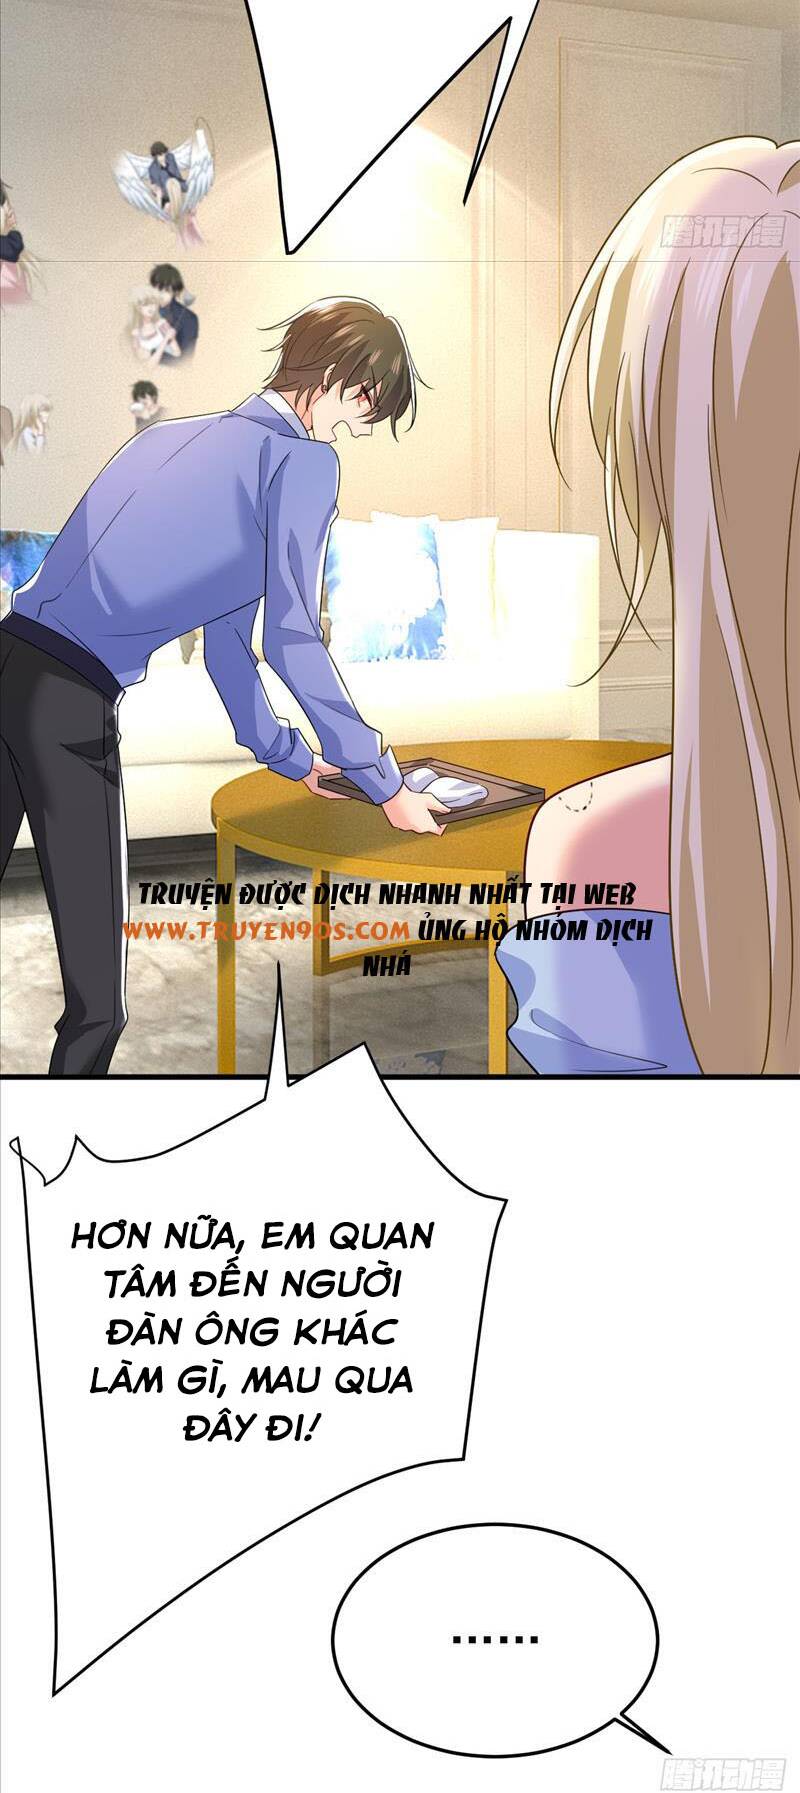 腾讯动漫
TRUYỆN ĐƯỢC DỊCH NHANH NHẤT TẠI WEB
WWW.TRUYEN90S.COM ỦNG HỘ NHÓM DỊCH
NHÁ
HƠN NỮA, EM QUAN
TÂM ĐẾN NGƯỜI
ĐÀN ÔNG KHÁC
LÀM GÌ, MAU QUA
ĐÂY ĐI!
......
腾讯动漫